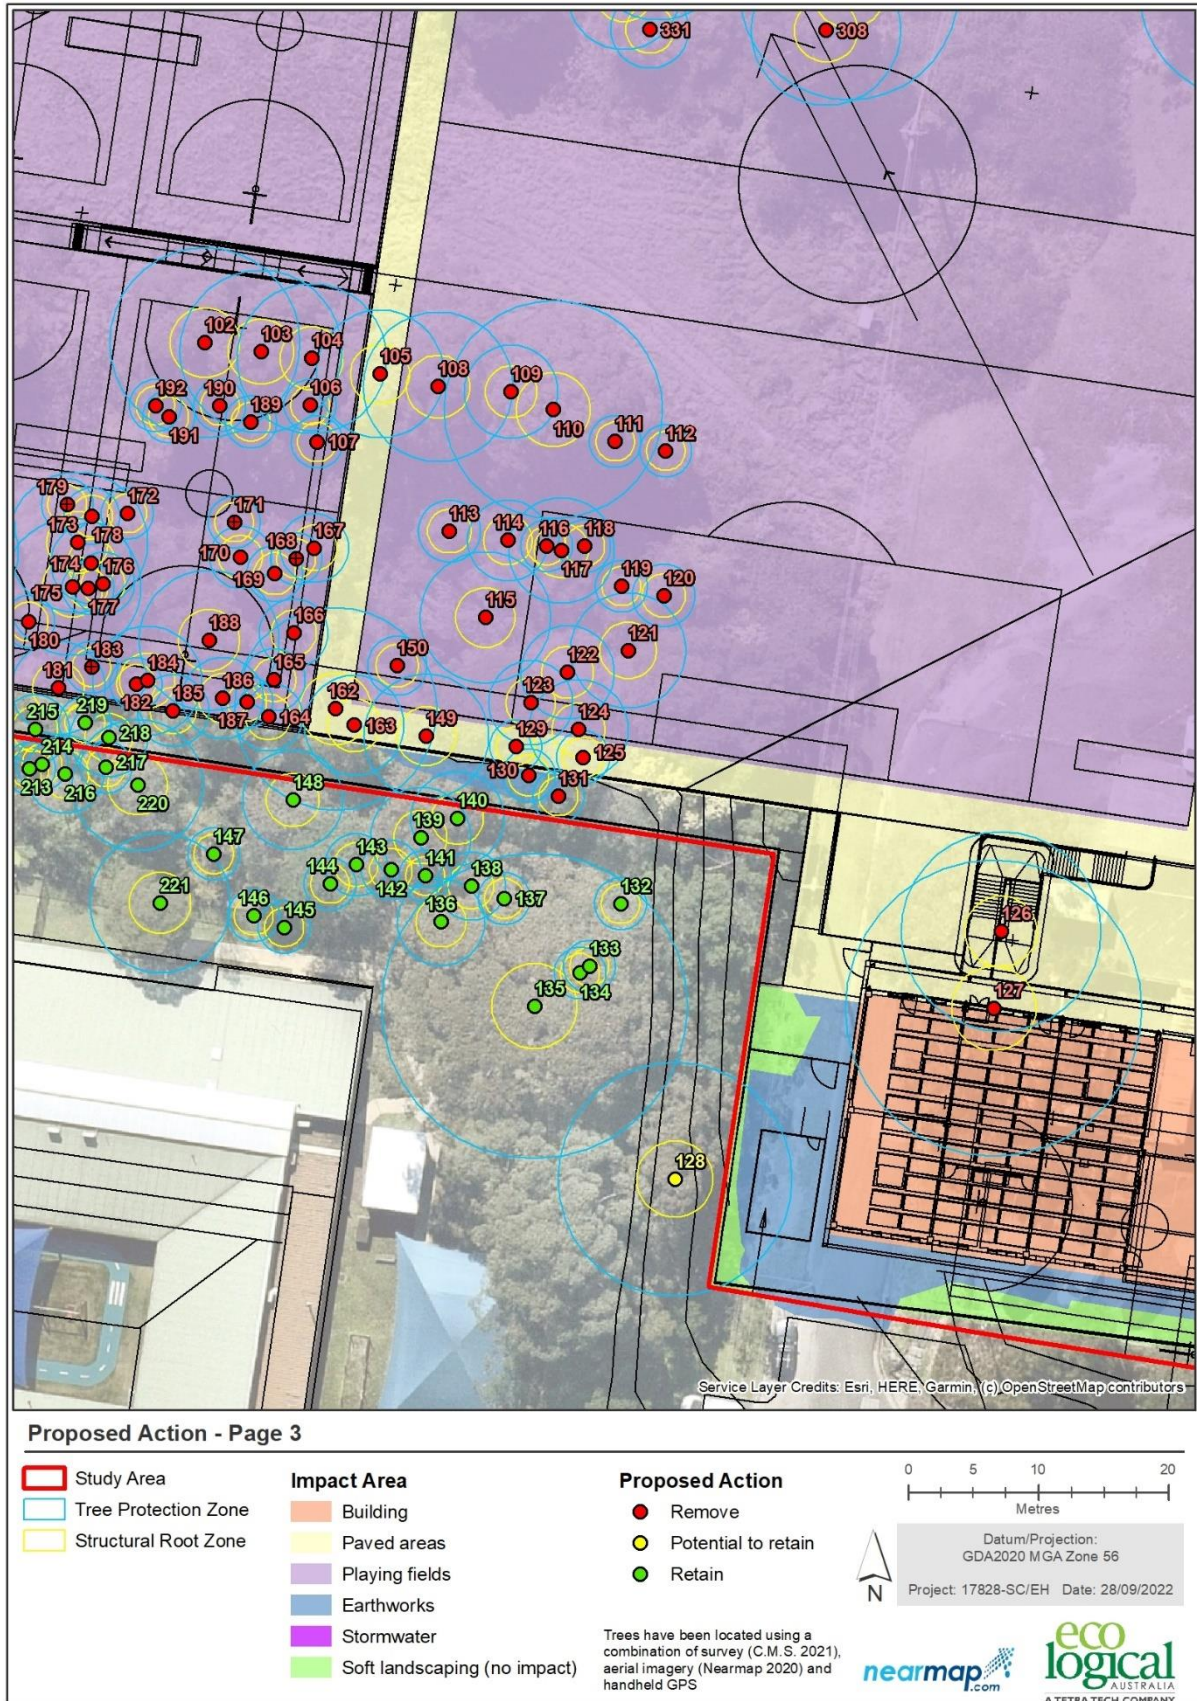 331
308
102
103
104
105
108
109
110
111
112
192
190
189
106
191
107
179
172
171
167
173
178
170
168
174
176
169
175
177
113
114
116
118
117
119
120
115
180
188
166
121
183
150
122
181
184
165
182
185
186
187
164
162
163
149
123
124
129
125
130
131
215
219
218
214
217
213
216
220
148
140
139
147
143
144
142
141
138
137
132
221
146
145
136
126
133
134
135
127
128
Service Layer Credits: Esri, HERE, Garmin, (c) OpenStreetMap contributors
Proposed Action - Page 3
Study Area
Tree Protection Zone
Structural Root Zone
Impact Area
Building
Paved areas
Playing fields
Earthworks
Stormwater
Soft landscaping (no impact)
Proposed Action
Remove
Potential to retain
Retain
Trees have been located using a
combination of survey (C.M.S. 2021),
aerial imagery (Nearmap 2020) and
handheld GPS
0 5 10 20
Metres
N
Datum/Projection:
GDA2020 MGA Zone 56
Project: 17828-SC/EH Date: 28/09/2022
nearmap
.com
eco
logical
AUSTRALIA
A TETRA TECH COMPANY